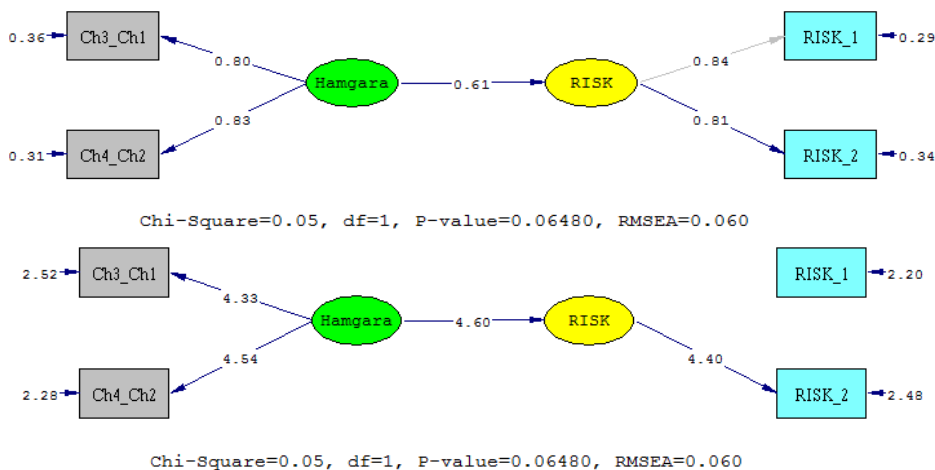 0.36 Ch3_Ch1 RISK_1 0.29
0.80 0.84
Hamgara 0.61 RISK
0.83 0.81
0.31 Ch4_Ch2 RISK_2 0.34
Chi-Square=0.05, df=1, P-value=0.06480, RMSEA=0.060
2.52 Ch3_Ch1 RISK_1 2.20
4.33
Hamgara 4.60 RISK
4.54 4.40
2.28 Ch4_Ch2 RISK_2 2.48
Chi-Square=0.05, df=1, P-value=0.06480, RMSEA=0.060